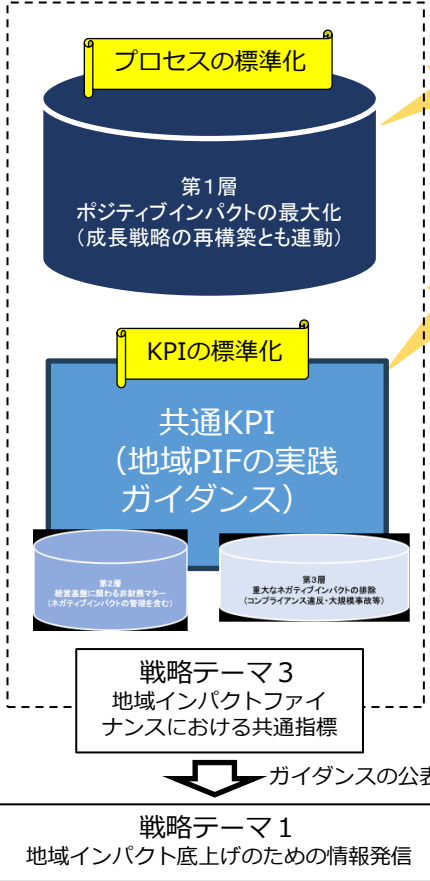 プロセスの標準化
第１層
ポジティブインパクトの最大化
（成長戦略の再構築とも連動）
KPIの標準化
共通KPI
（地域PIFの実践
ガイダンス）
第２層
経営基盤に関わる非財務マター
（ネガティブインパクトの管理を含む）
第３層
重大なネガティブインパクトの排除
（コンプライアンス違反・大規模事故等）
戦略テーマ３
地域インパクトファイ
ナンスにおける共通指標
ガイダンスの公表
戦略テーマ１
地域インパクト底上げのための情報発信